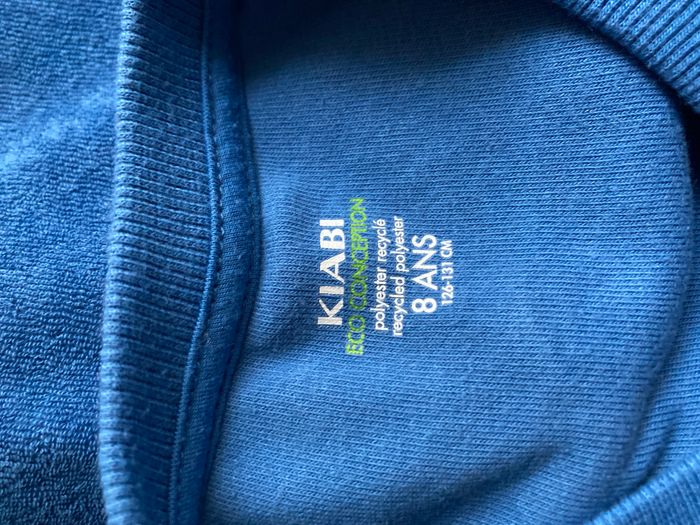 KIABI
ECO CONCEPTION
polyester recyclé
recycled polyester
8 ANS
126-131 CM